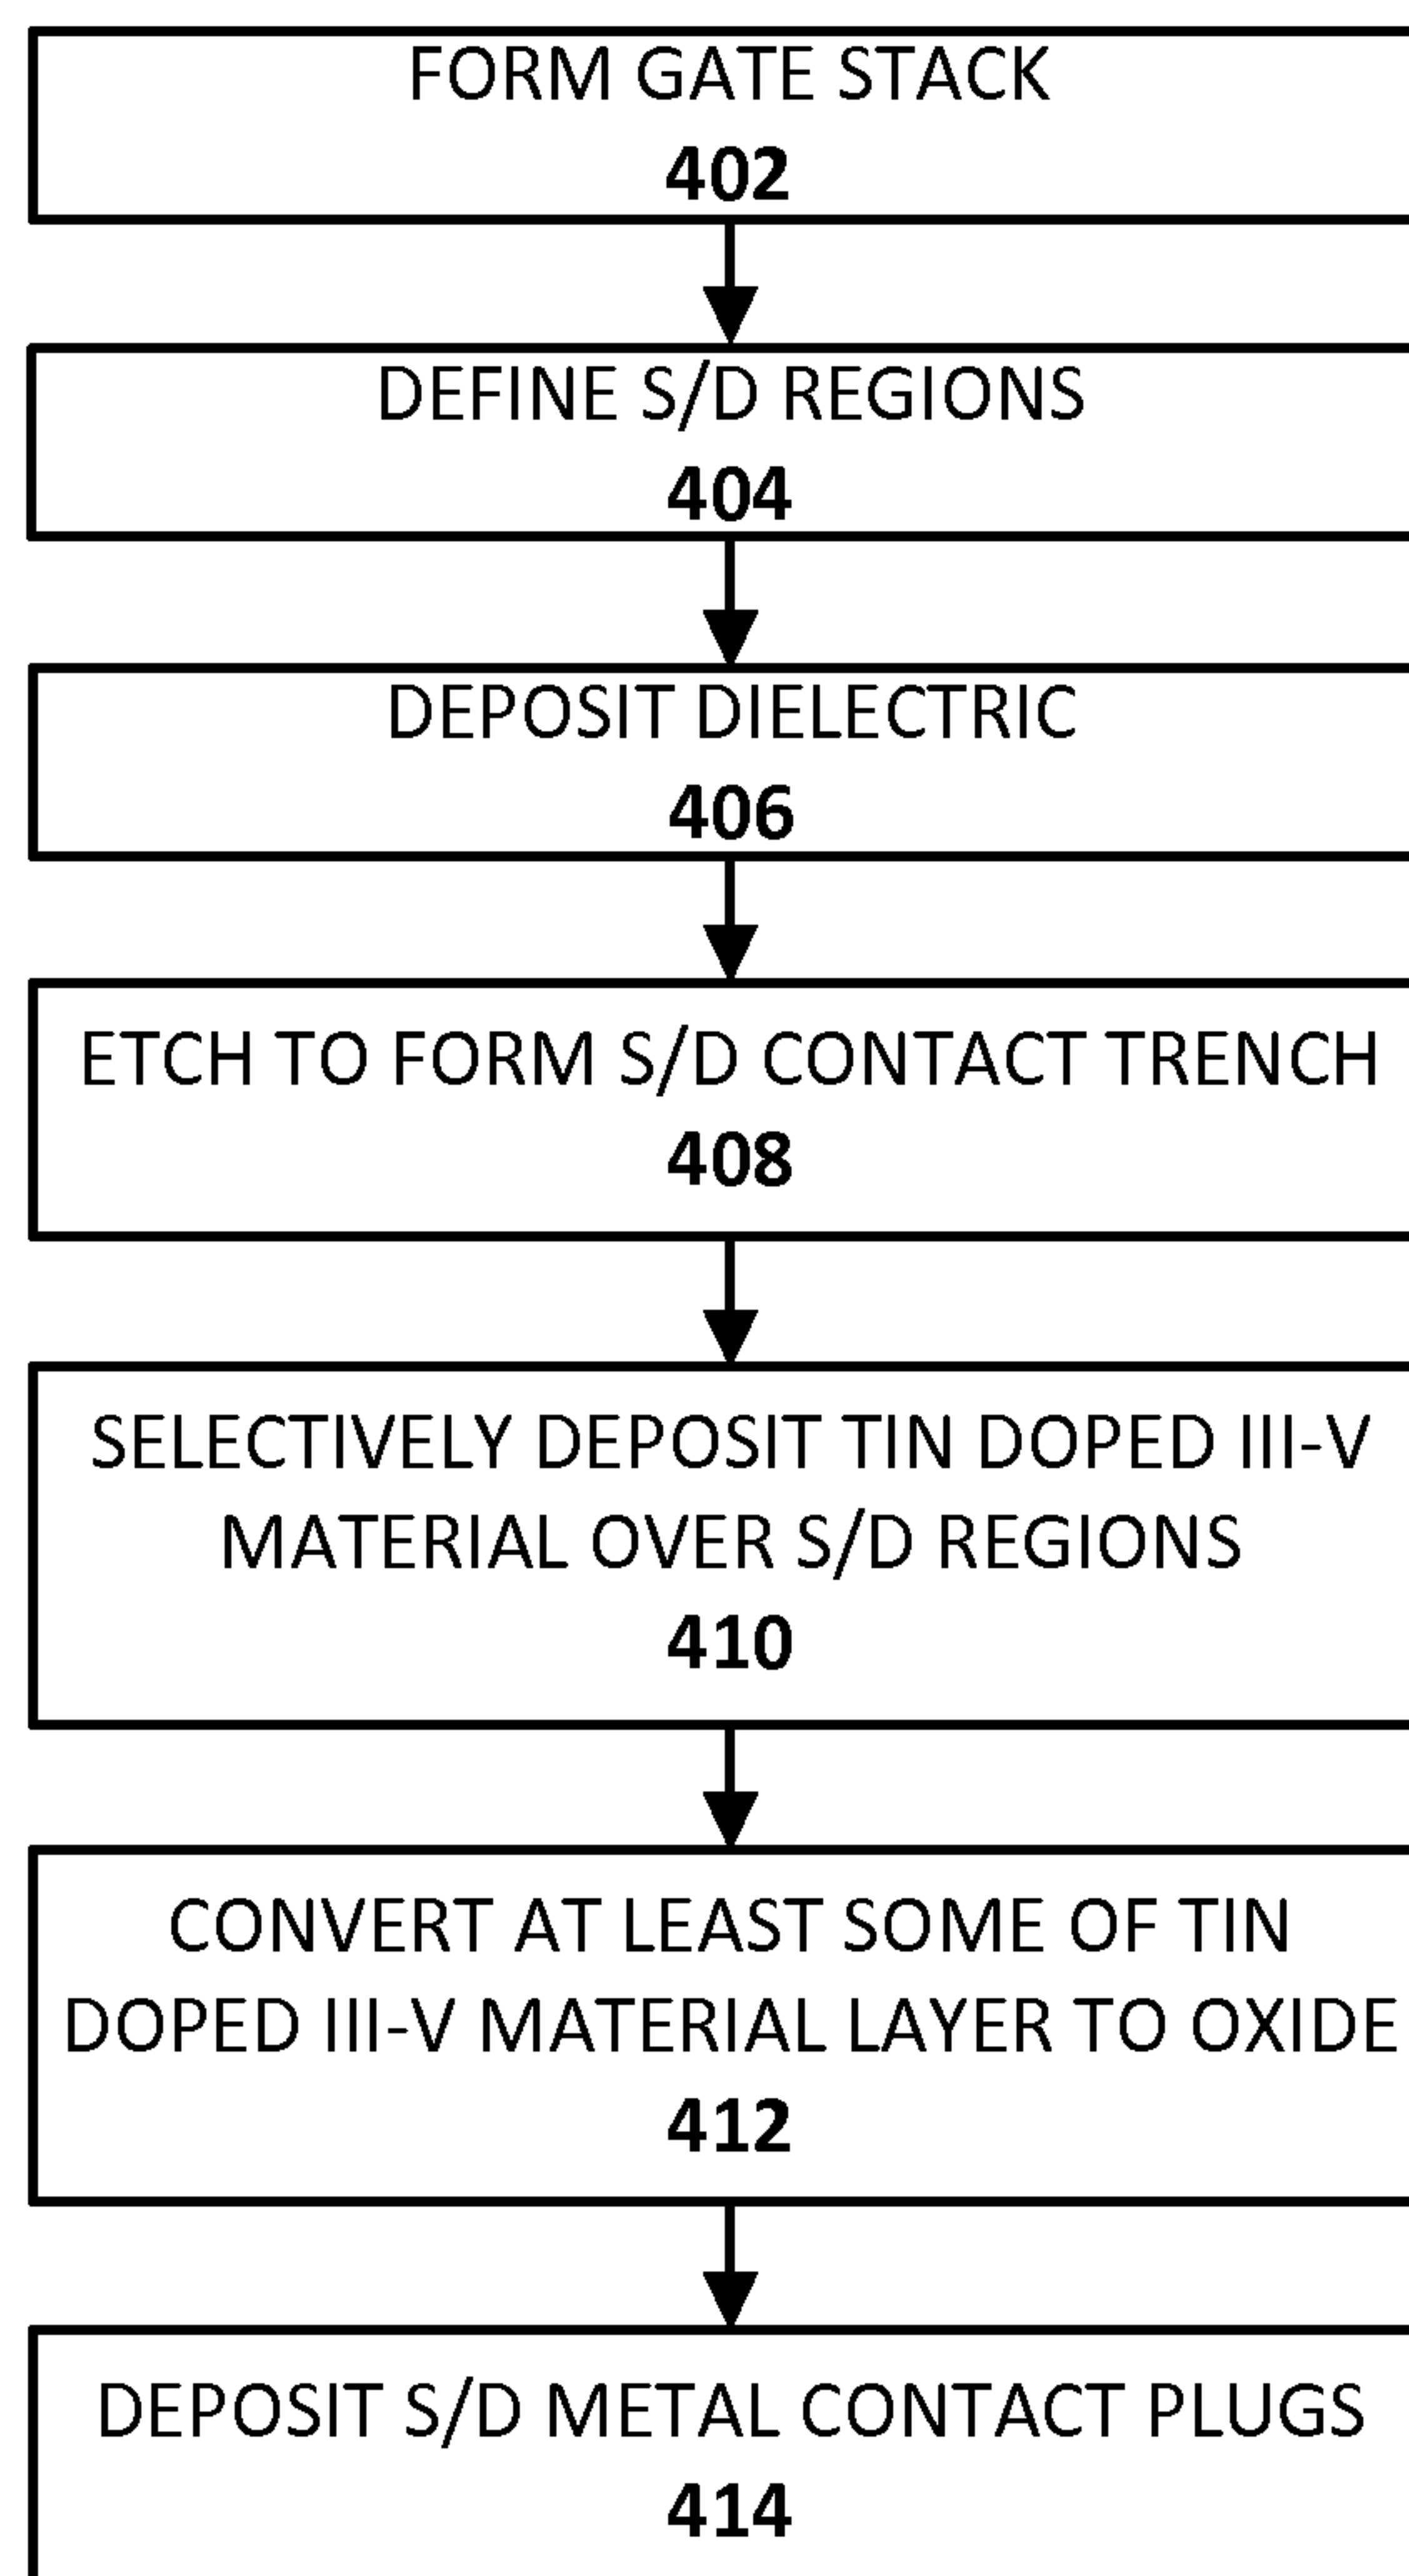 FORM GATE STACK
402
DEFINE S/D REGIONS
404
DEPOSIT DIELECTRIC
406
ETCH TO FORM S/D CONTACT TRENCH
408
SELECTIVELY DEPOSIT TIN DOPED III-V
MATERIAL OVER S/D REGIONS
410
CONVERT AT LEAST SOME OF TIN
DOPED III-V MATERIAL LAYER TO OXIDE
412
DEPOSIT S/D METAL CONTACT PLUGS
414